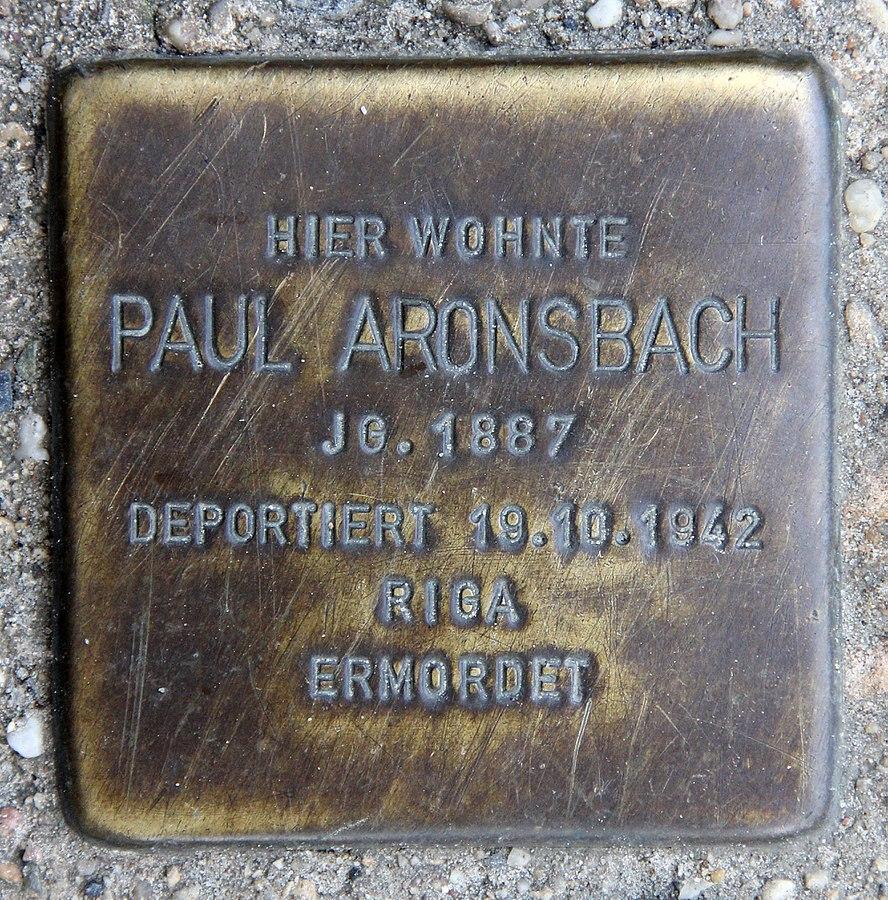 HIER WOHNTE
PAUL ARONSBACH
JG. 1887
DEPORTIERT 19.10.1942
RIGA
ERMORDET